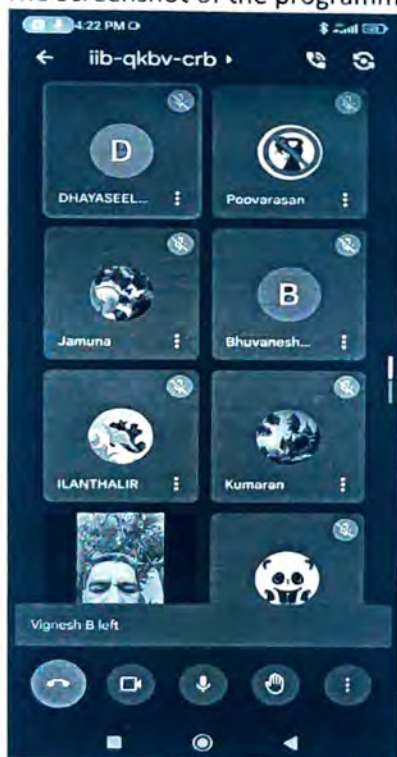 The screenshot of the programm
4:22 PM
iib-qkbv-crb
D
DHAYASEEL...
Poovarasan
Jamuna
B
Bhuvanesh...
ILANTHALIR
Kumaran
Vignesh B left